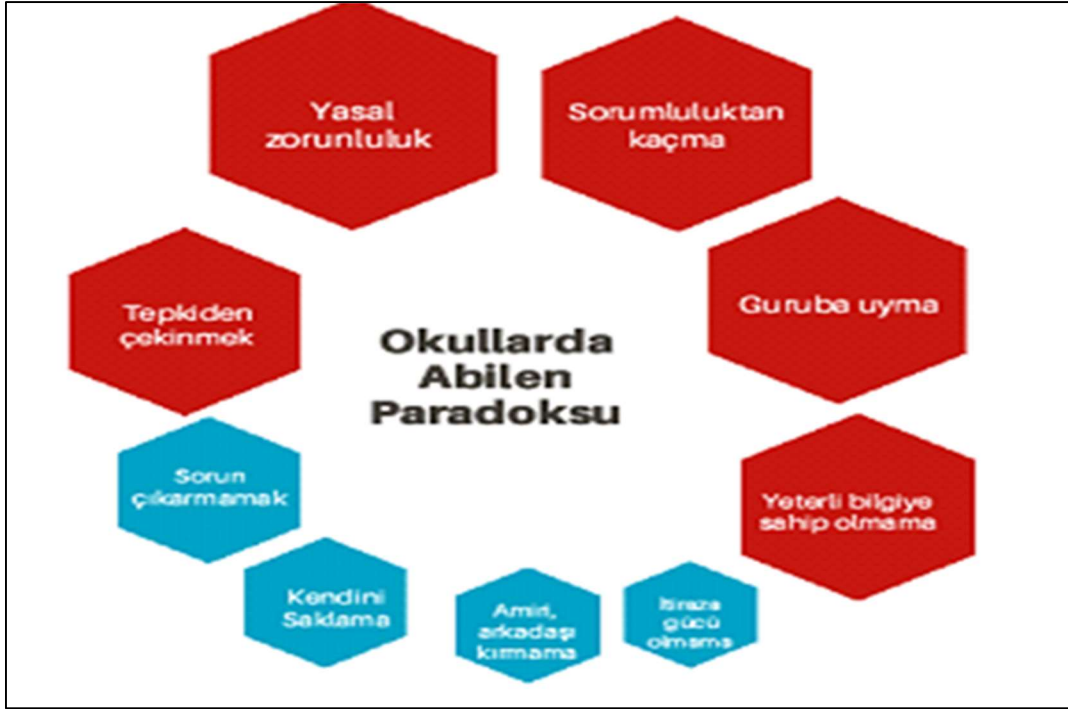 Yasal
zorunluluk
Sorumluluktan
kaçma
Tepkiden
çekinmek
Guruba uyma
Okullarda
Abilen
Paradoksu
Sorun
çıkarmamak
Yeterli bilgiye
sahip olmama
Kendini
Saklama
Amiri,
arkadaşı
kırmama
İtiraza
gücü
olmama